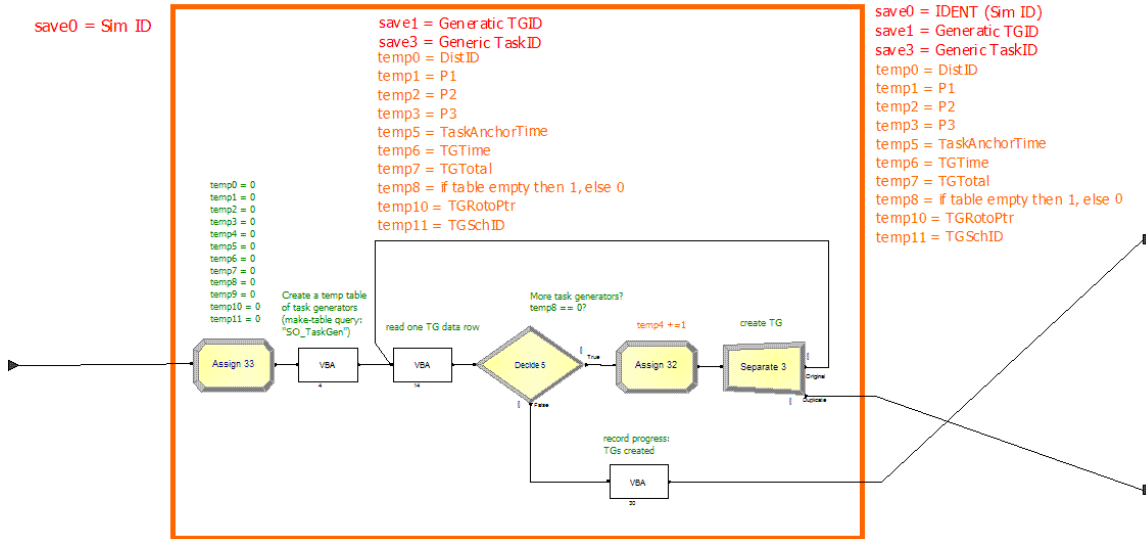 save0 = Sim ID
save1 = Generatic TGID
save3 = Generic TaskID
temp0 = DistID
temp1 = P1
temp2 = P2
temp3 = P3
temp5 = TaskAnchorTime
temp6 = TGTime
temp7 = TGTotal
temp8 = if table empty then 1, else 0
temp10 = TGRotoPtr
temp11 = TGSchID
save0 = IDENT (Sim ID)
save1 = Generatic TGID
save3 = Generic TaskID
temp0 = DistID
temp1 = P1
temp2 = P2
temp3 = P3
temp5 = TaskAnchorTime
temp6 = TGTime
temp7 = TGTotal
temp8 = if table empty then 1, else 0
temp10 = TGRotoPtr
temp11 = TGSchID
temp0 = 0
temp1 = 0
temp2 = 0
temp3 = 0
temp4 = 0
temp5 = 0
temp6 = 0
temp7 = 0
temp8 = 0
temp9 = 0
temp10 = 0
temp11 = 0
Create a temp table
of task generators
(make-table query:
"SO_TaskGen")
read one TG data row
More task generators?
temp8 == 0?
temp4 +=1
create TG
Assign 33
VBA
4
VBA
14
Decide 5
True
False
Assign 32
Separate 3
Original
Duplicate
record progress:
TGs created
VBA
20